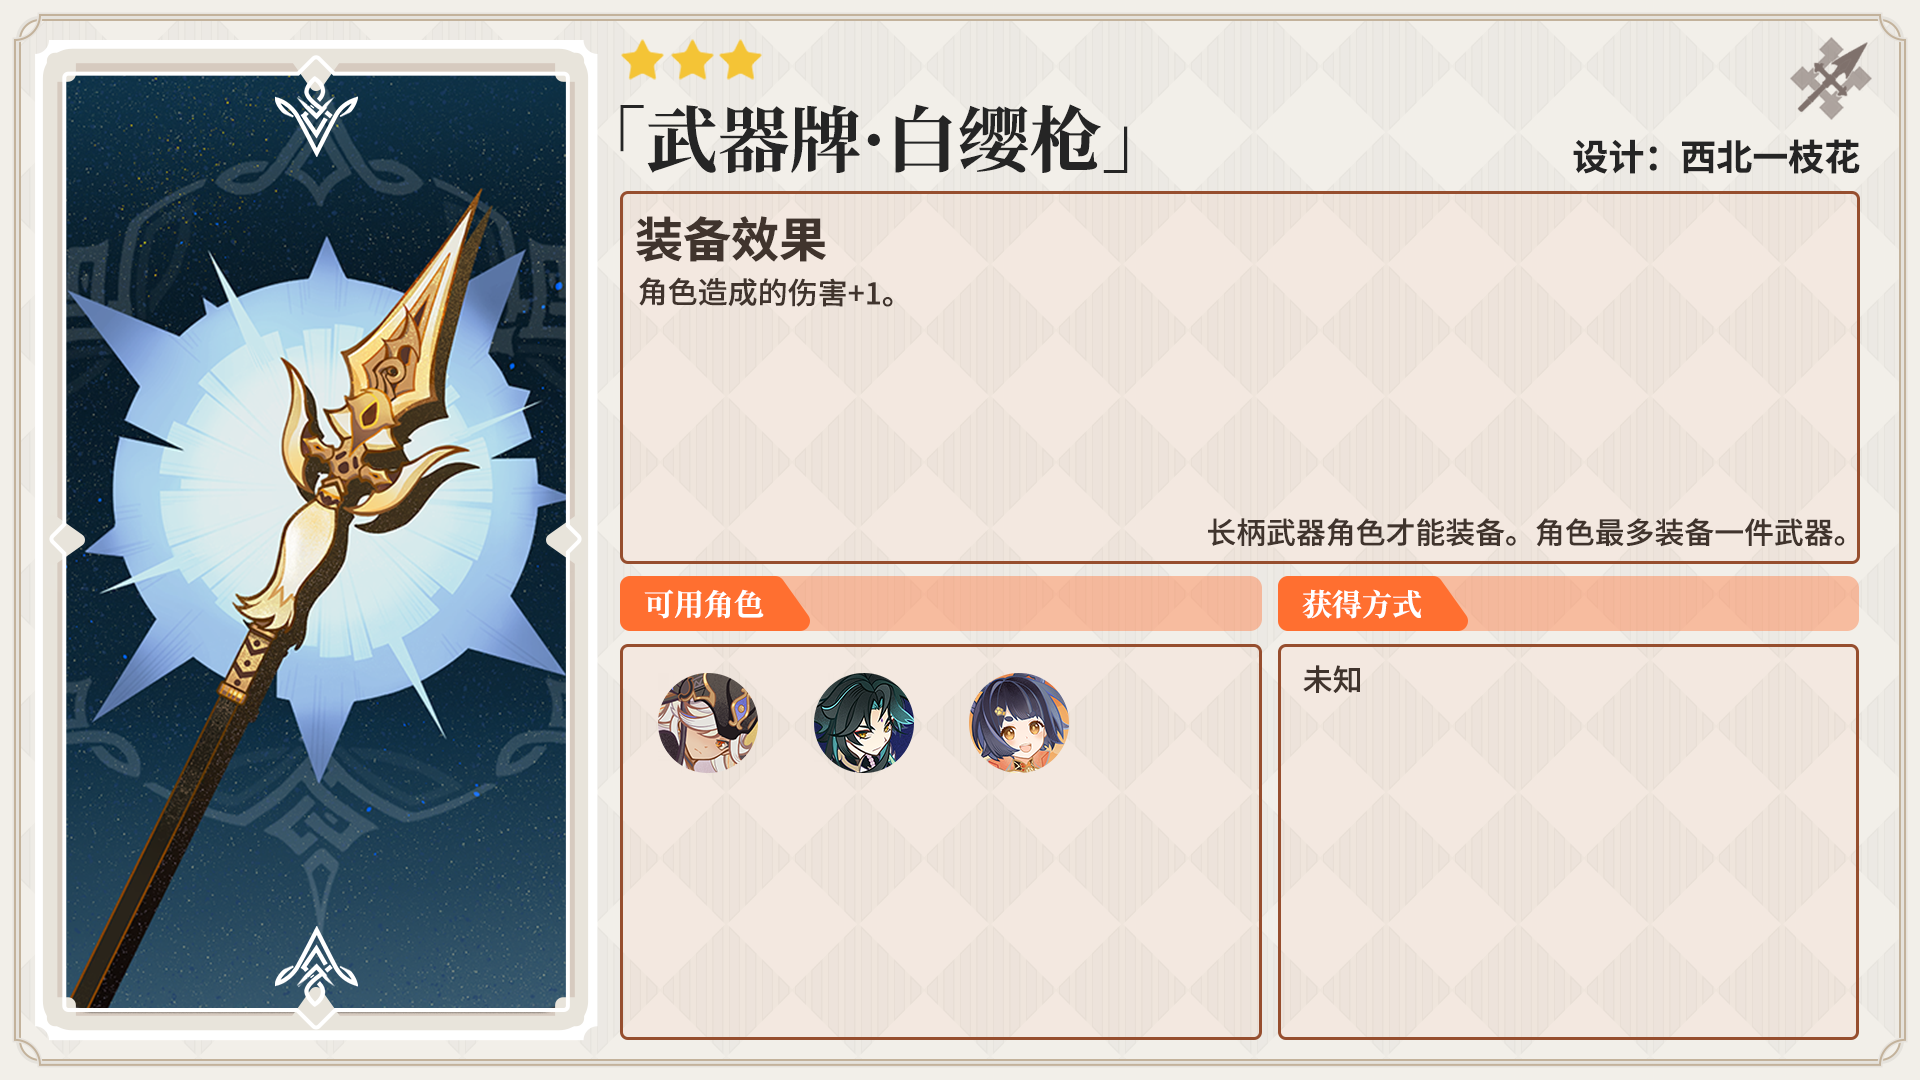 「武器牌·白缨枪」
设计：西北一枝花
装备效果
角色造成的伤害+1。
长柄武器角色才能装备。角色最多装备一件武器。
可用角色
获得方式
未知